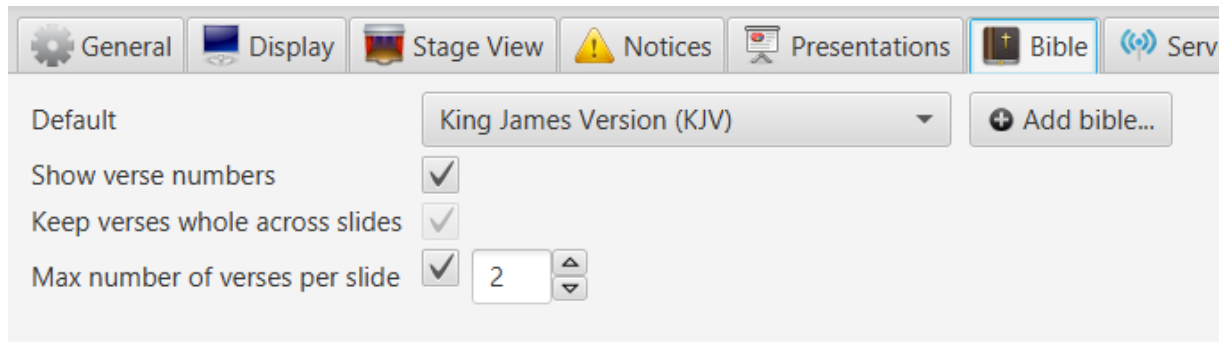 General Display Stage View Notices Presentations Bible Serv
Default King James Version (KJV) Add bible...
Show verse numbers
Keep verses whole across slides
Max number of verses per slide 2